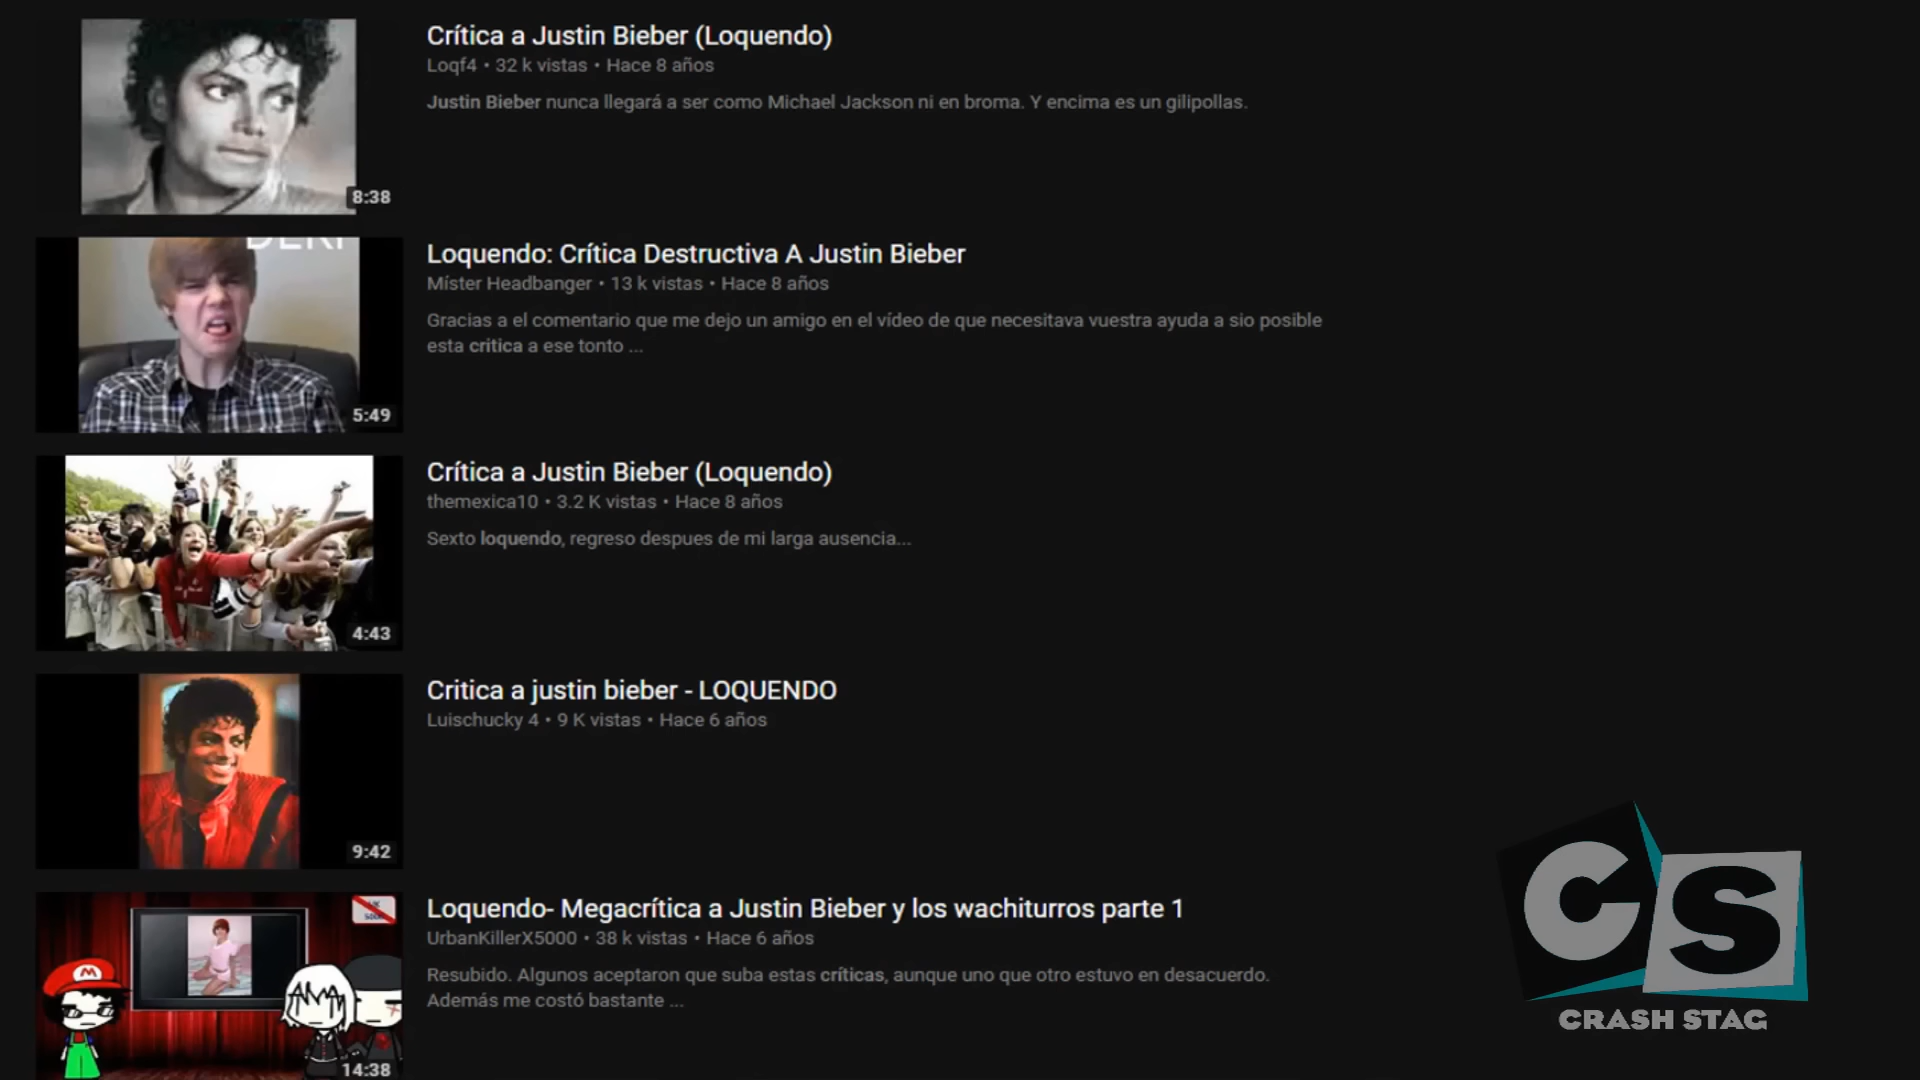 Crítica a Justin Bieber (Loquendo)
Loqf4 • 32 k vistas • Hace 8 años
Justin Bieber nunca llegará a ser como Michael Jackson ni en broma. Y encima es un gilipollas.
8:38
Loquendo: Crítica Destructiva A Justin Bieber
Míster Headbanger • 13 k vistas • Hace 8 años
Gracias a el comentario que me dejo un amigo en el vídeo de que necesitava vuestra ayuda a sio posible
esta critica a ese tonto ...
5:49
Crítica a Justin Bieber (Loquendo)
themexica10 • 3.2 K vistas • Hace 8 años
Sexto loquendo, regreso despues de mi larga ausencia...
4:43
Critica a justin bieber - LOQUENDO
Luischucky 4 • 9 K vistas • Hace 6 años
9:42
Loquendo- Megacrítica a Justin Bieber y los wachiturros parte 1
UrbanKillerX5000 • 38 k vistas • Hace 6 años
Resubido. Algunos aceptaron que suba estas críticas, aunque uno que otro estuvo en desacuerdo.
Además me costó bastante ...
M
14:38
CS
CRASH STAG